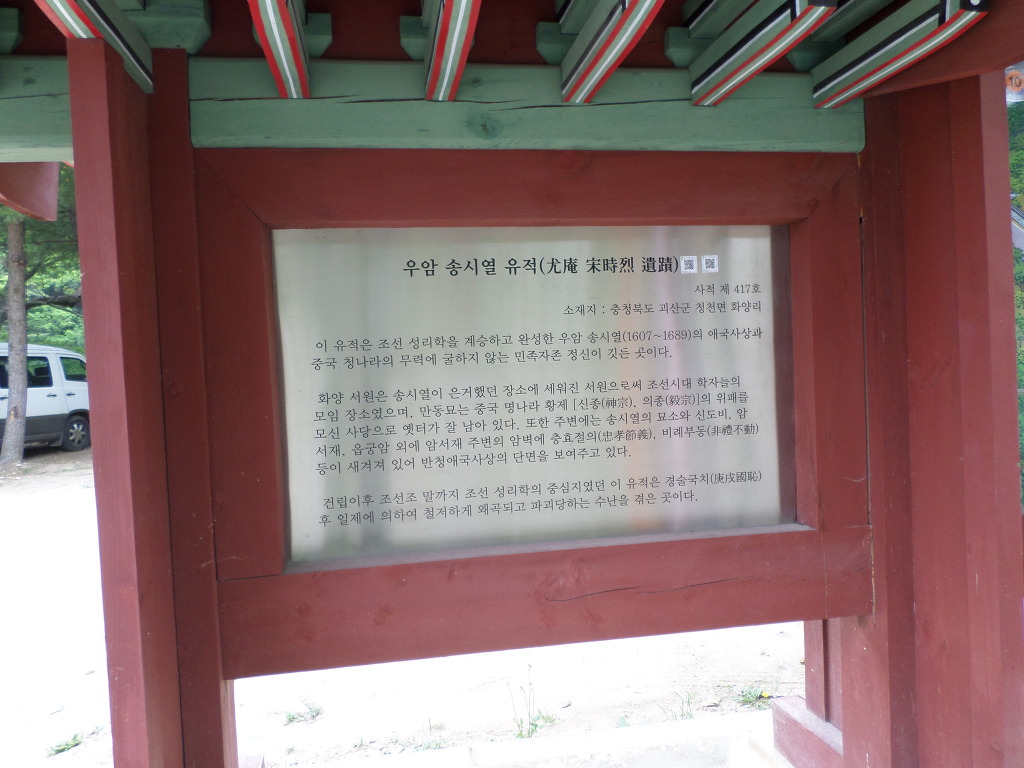 우암 송시열 유적(尤庵 宋時烈 遺蹟)
사적 제 417호
소재지 : 충청북도 괴산군 청천면 화양리
이 유적은 조선 성리학을 계승하고 완성한 우암 송시열(1607~1689)의 애국사상과
중국 청나라의 무력에 굴하지 않는 민족자존 정신이 깃든 곳이다.
화양 서원은 송시열이 은거했던 장소에 세워진 서원으로써 조선시대 학자늘의
모임 장소였으며, 만동묘는 중국 명나라 황제 [신종(神宗), 의종(毅宗)]의 위패를
모신 사당으로 옛터가 잘 남아 있다. 또한 주변에는 송시열의 묘소와 신도비, 암
서재, 읍궁암 외에 암서재 주변의 암벽에 충효절의(忠孝節義), 비례부동(非禮不動)
등이 새겨져 있어 반청애국사상의 단면을 보여주고 있다.
건립이후 조선조 말까지 조선 성리학의 중심지였던 이 유적은 경술국치(庚戌國恥)
후 일제에 의하여 철저하게 왜곡되고 파괴당하는 수난을 겪은 곳이다.
10